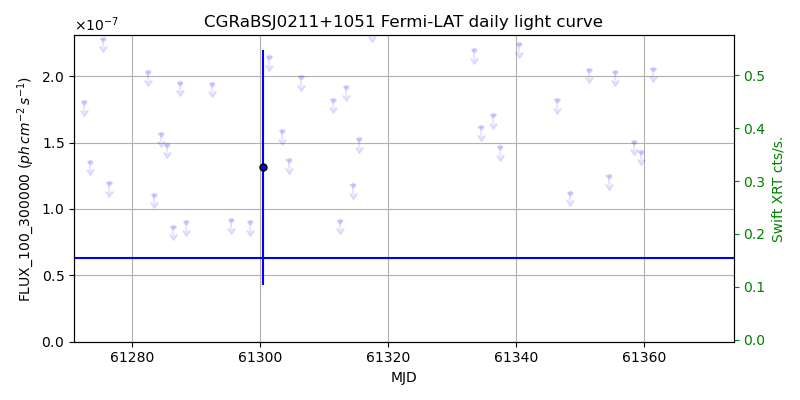 CGRaBSJ0211+1051 Fermi-LAT daily light curve
×10⁻⁷
FLUX_100_300000 (ph cm⁻² s⁻¹)
2.0
1.5
1.0
0.5
0.0
0.5
0.4
0.3
0.2
0.1
0.0
Swift XRT cts/s.
61280 61300 61320 61340 61360
MJD